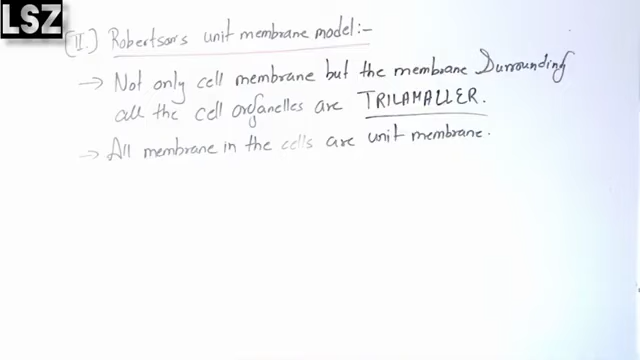 LSZ
(II.) Robertson's unit membrane model:-
→ Not only cell membrane but the membrane Surrounding
all the cell organelles are TRILAMALLER.
→ All membrane in the cells are unit membrane.